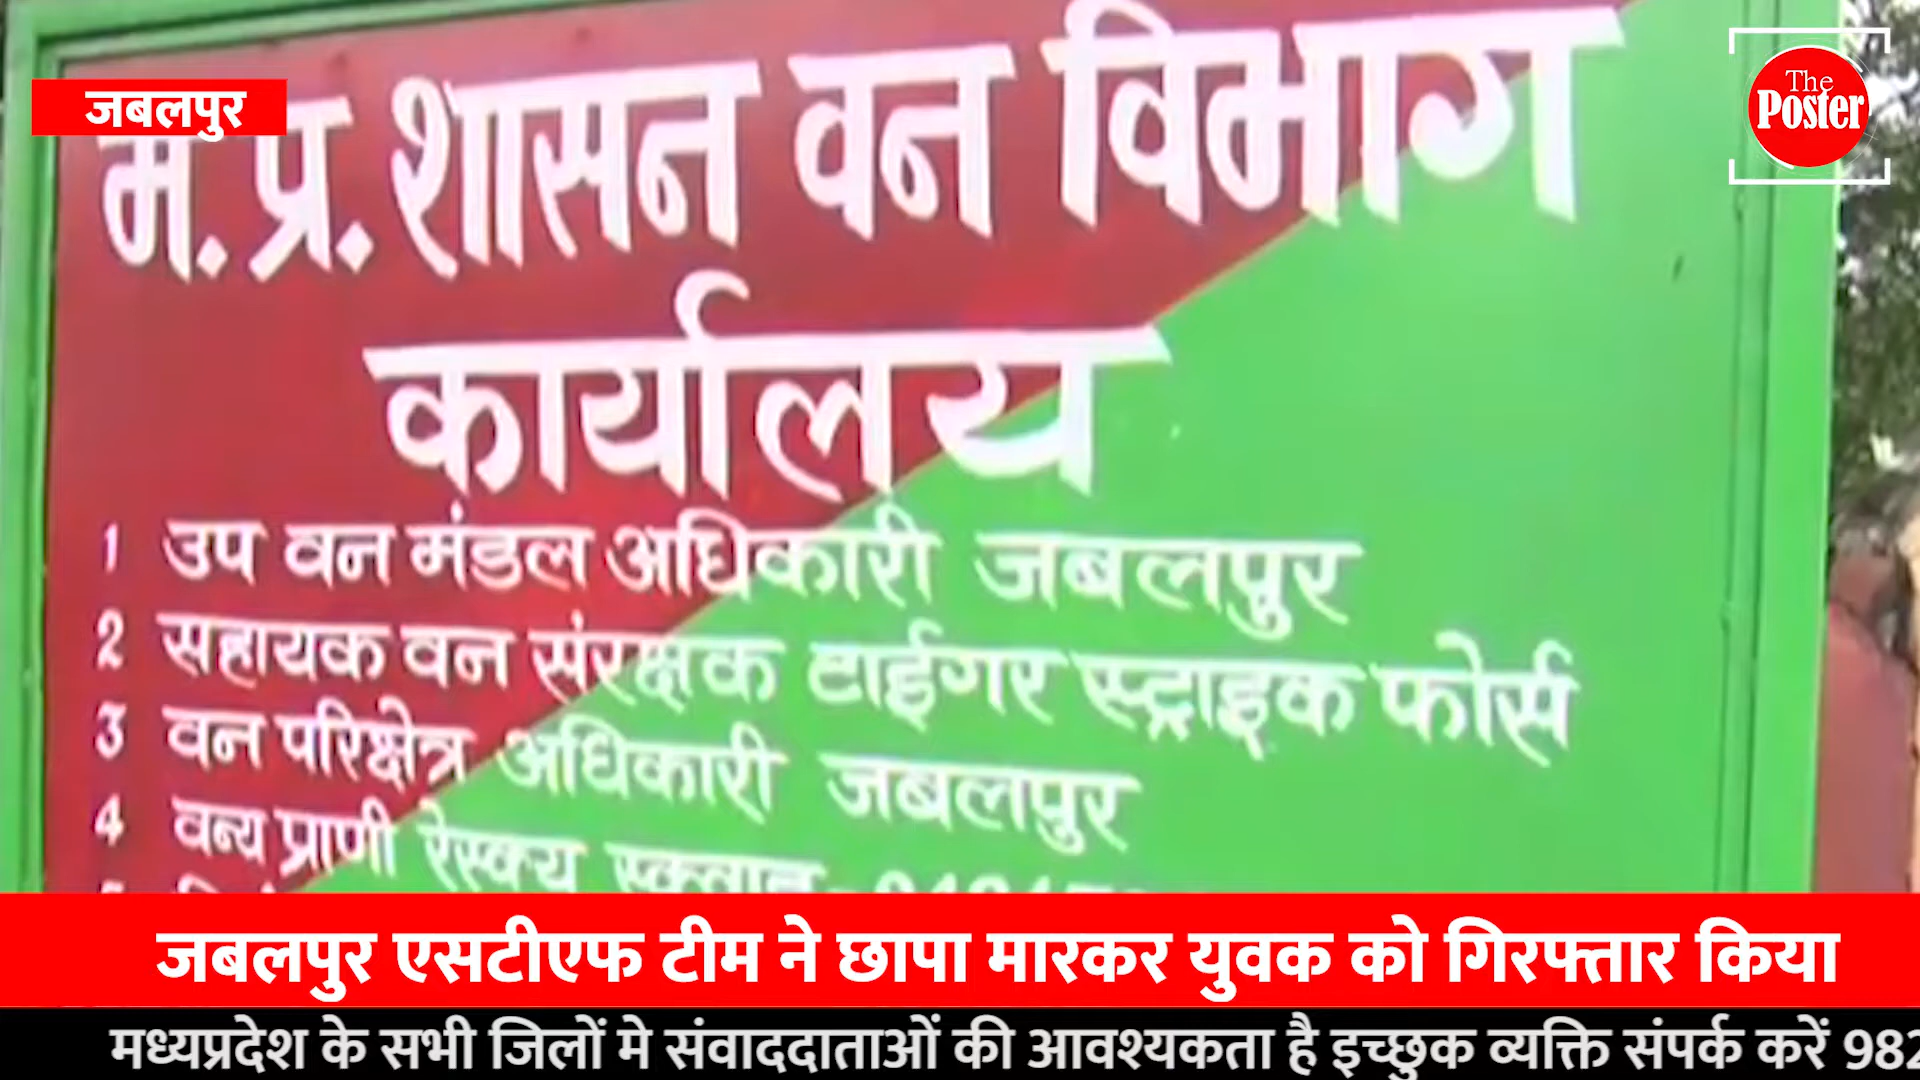 जबलपुर
The
Poster
म. प्र. शासन वन विभाग
कार्यालय
1 उप वन मंडल अधिकारी जबलपुर
2 सहायक वन संरक्षक टाईगर स्ट्राइक फोर्स
3 वन परिक्षेत्र अधिकारी जबलपुर
4 वन्य प्राणी रेस्क्यु
जबलपुर एसटीएफ टीम ने छापा मारकर युवक को गिरफ्तार किया
मध्यप्रदेश के सभी जिलों मे संवाददाताओं की आवश्यकता है इच्छुक व्यक्ति संपर्क करें 982